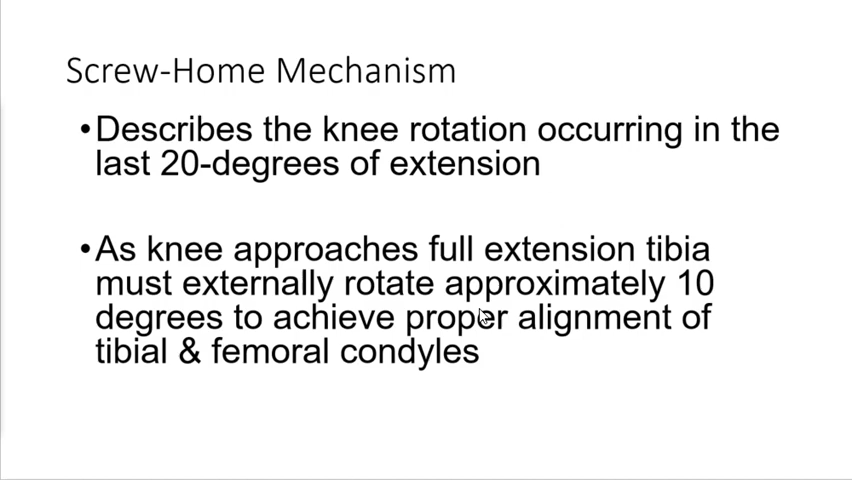 Screw-Home Mechanism
•Describes the knee rotation occurring in the
last 20-degrees of extension
•As knee approaches full extension tibia
must externally rotate approximately 10
degrees to achieve proper alignment of
tibial & femoral condyles